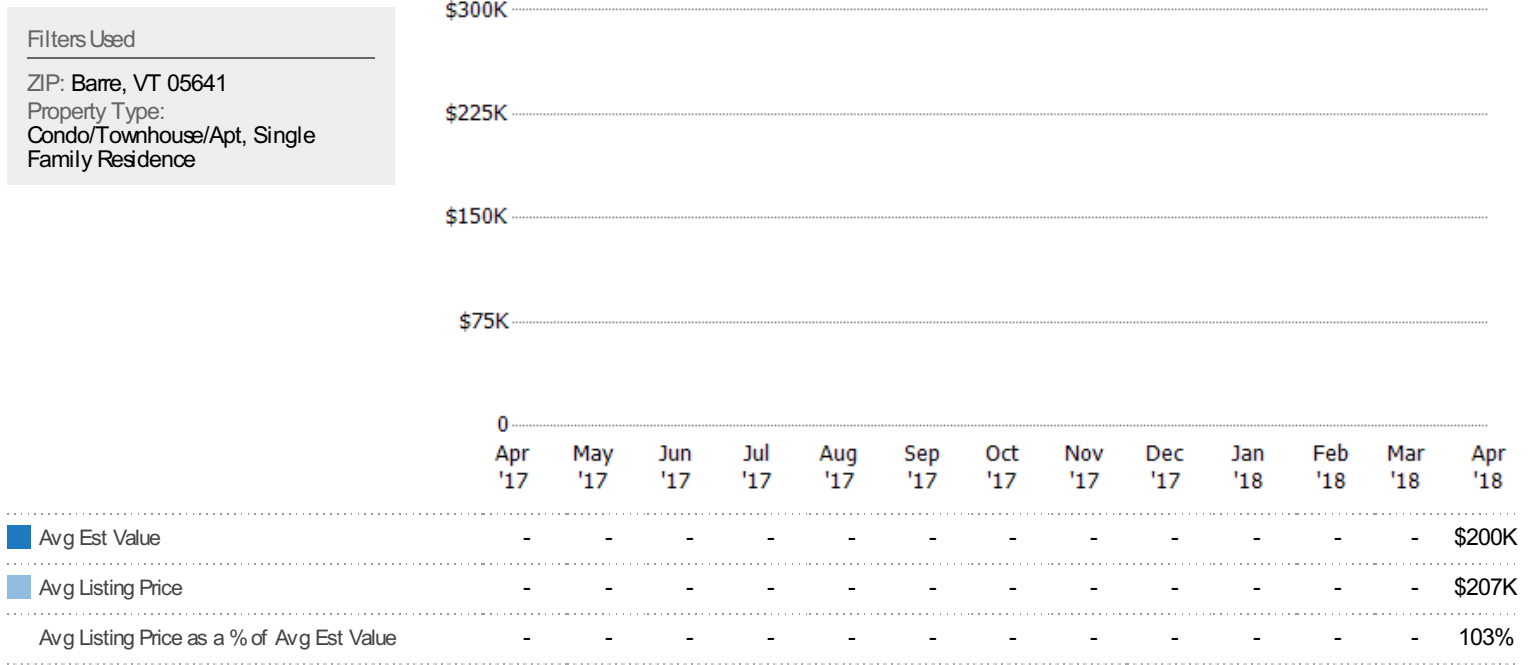 Filters Used
ZIP: Barre, VT 05641
Property Type:
Condo/Townhouse/Apt, Single
Family Residence
$300K
$225K
$150K
$75K
0
Apr May Jun Jul Aug Sep Oct Nov Dec Jan Feb Mar Apr
'17 '17 '17 '17 '17 '17 '17 '17 '17 '18 '18 '18 '18
Avg Est Value - - - - - - - - - - - - $200K
Avg Listing Price - - - - - - - - - - - - $207K
Avg Listing Price as a % of Avg Est Value - - - - - - - - - - - - 103%